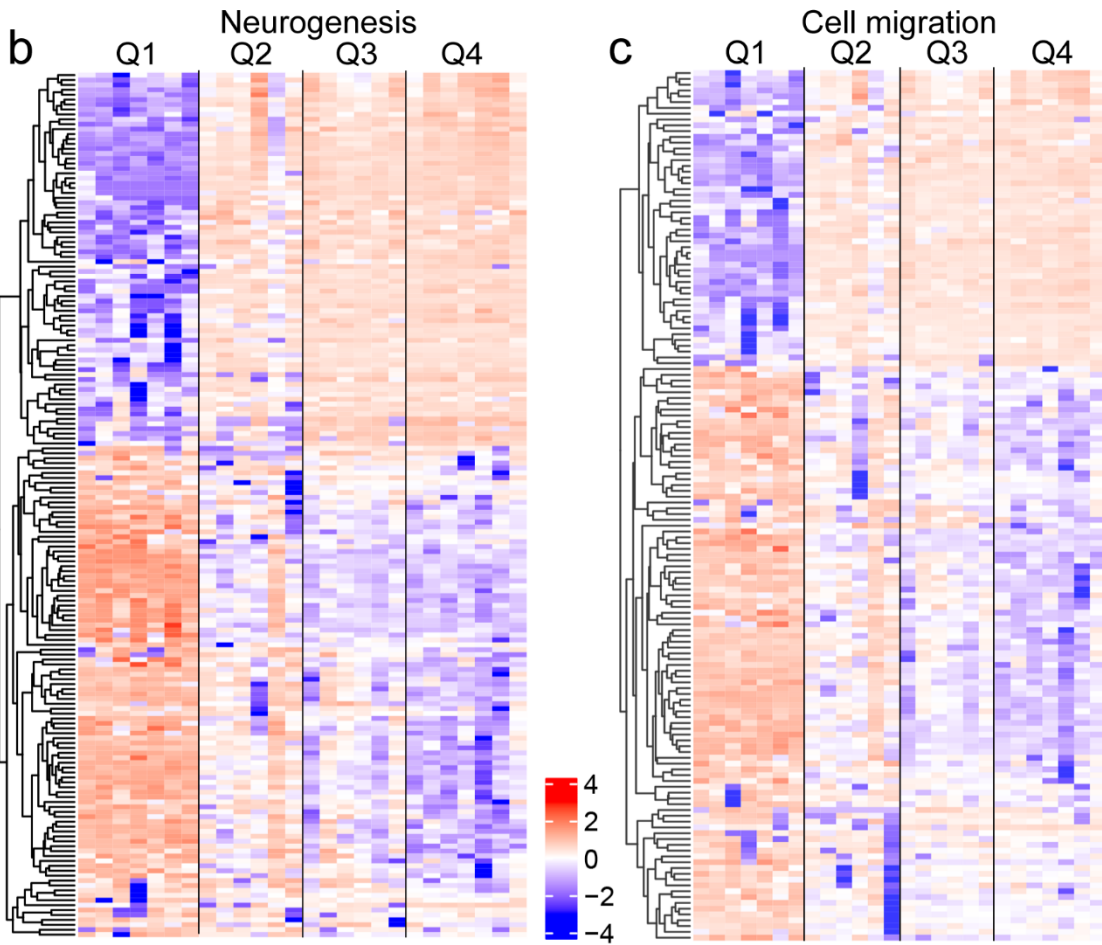 b
Neurogenesis
Q1 Q2 Q3 Q4
c
Cell migration
Q1 Q2 Q3 Q4
4
2
0
−2
−4